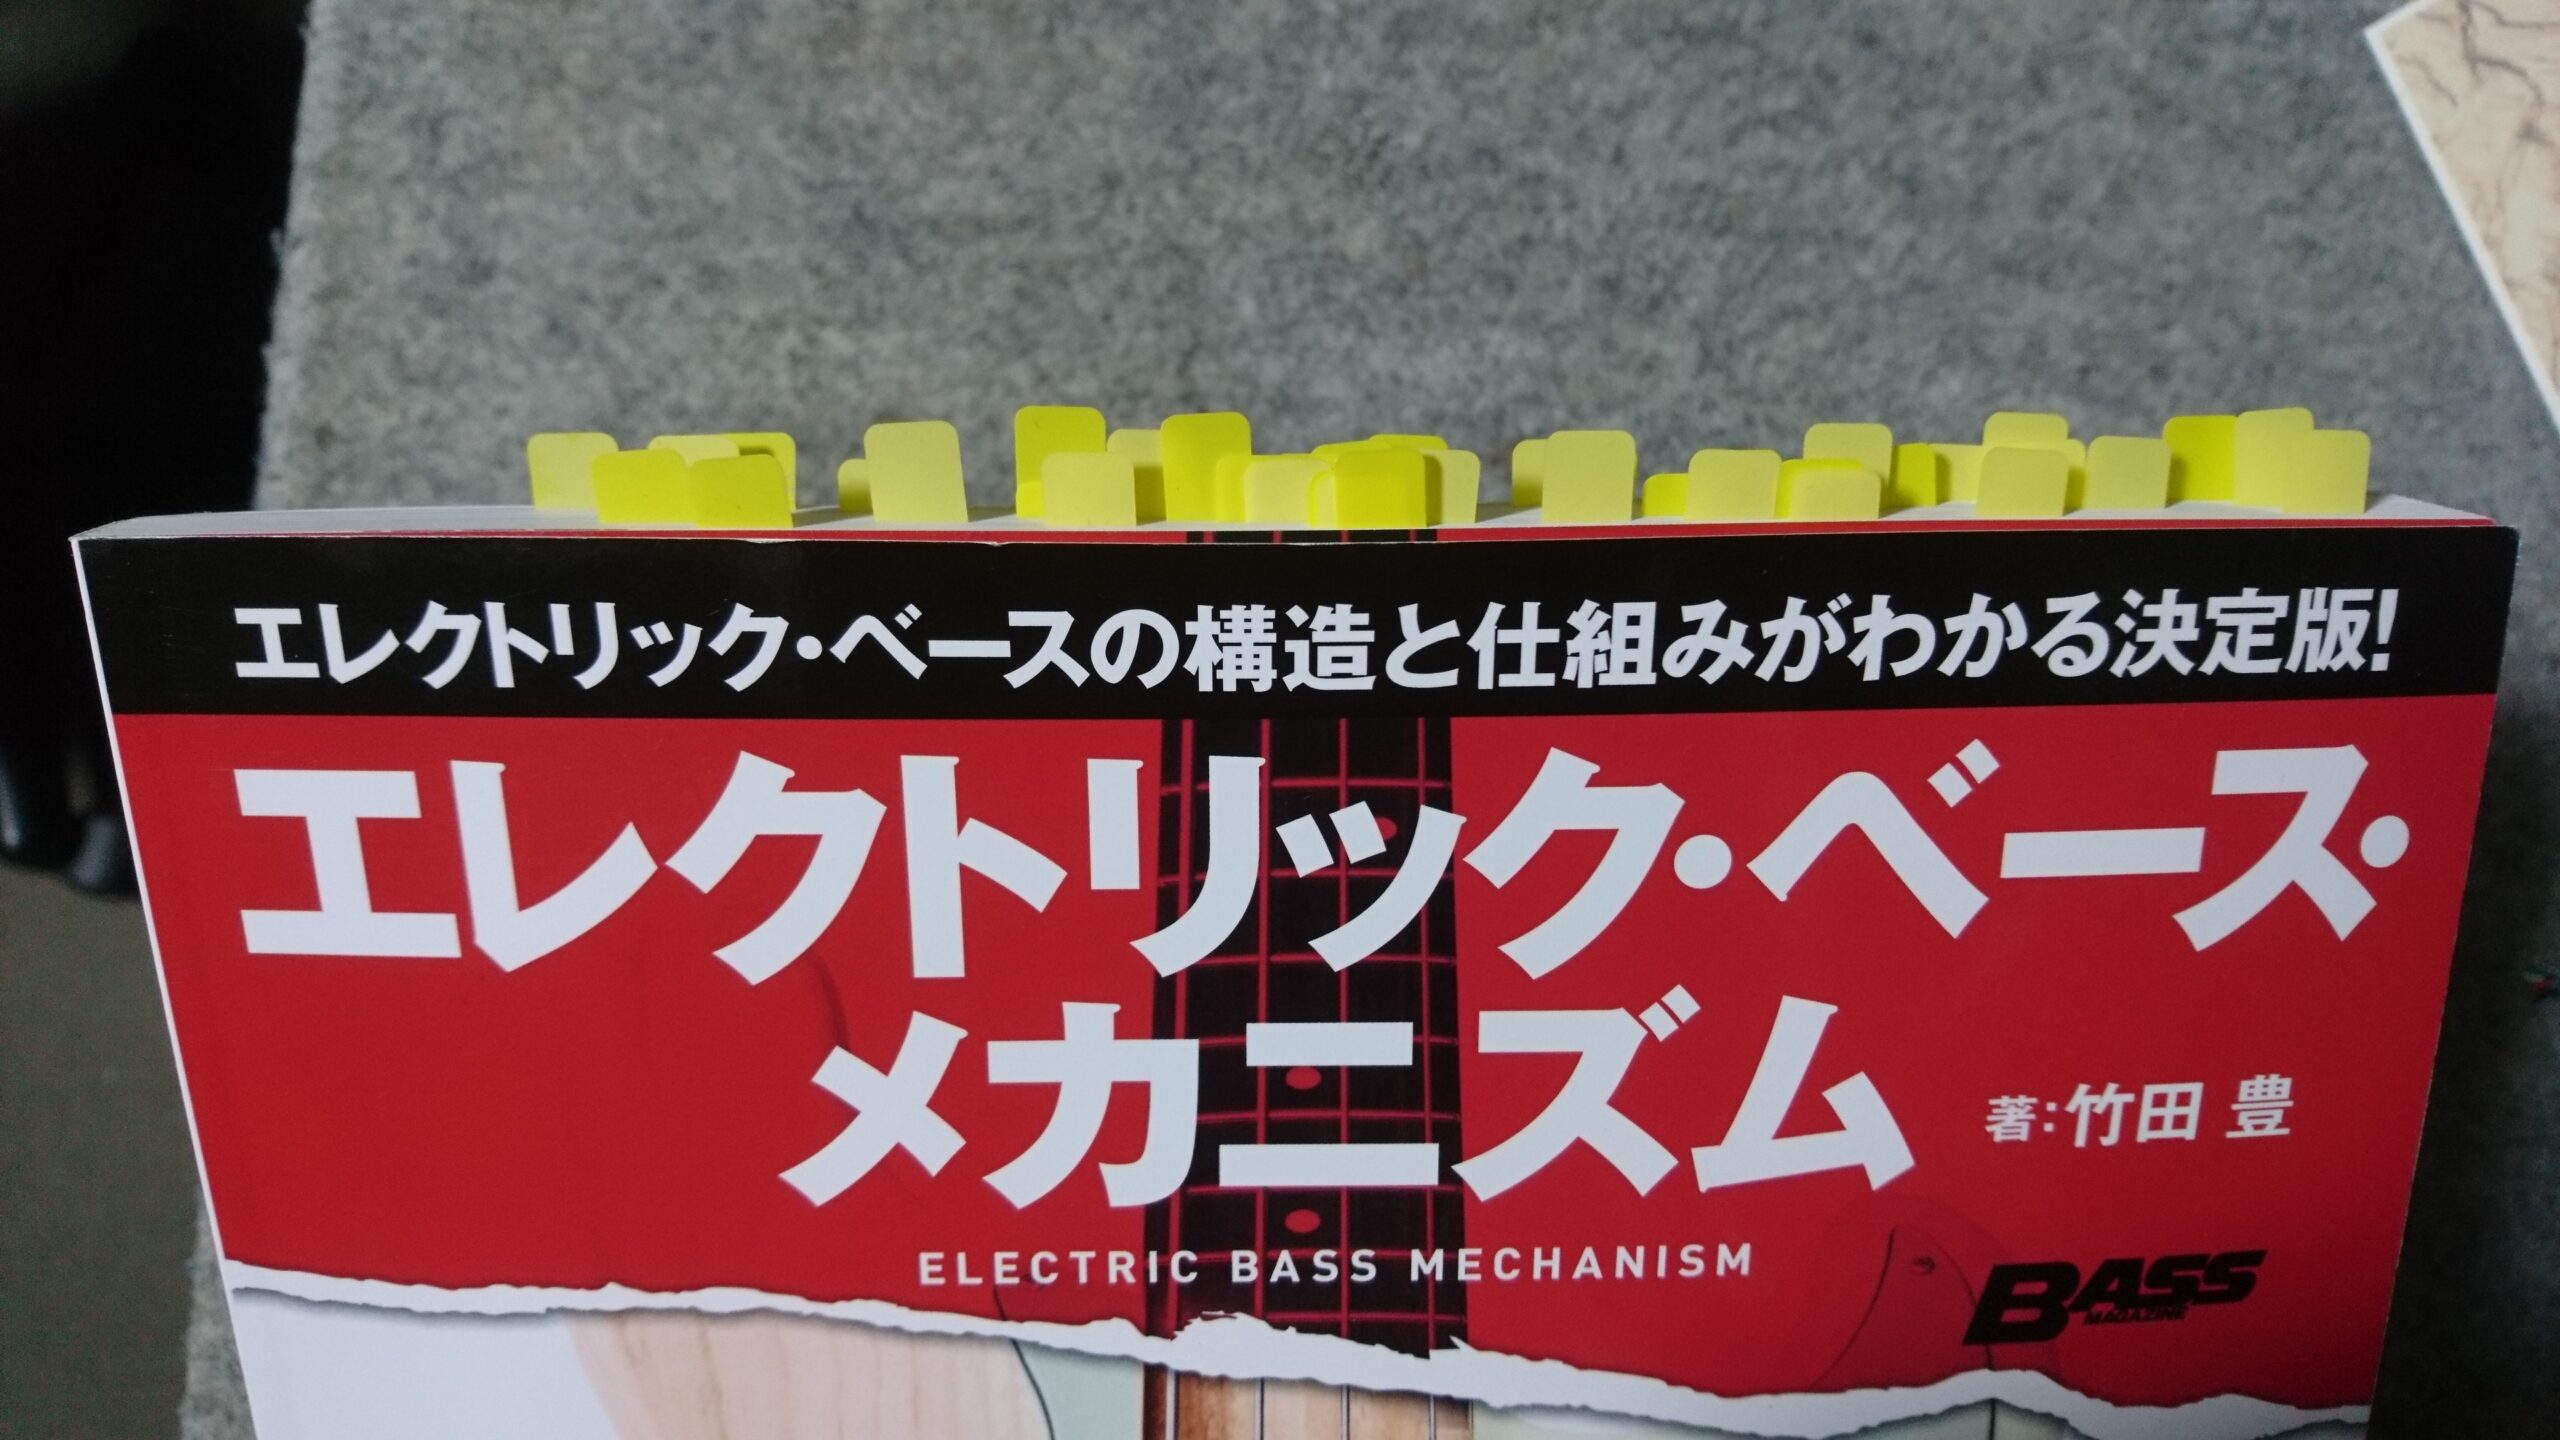 エレクトリック・ベースの構造と仕組みがわかる決定版!
エレクトリック・ベース・
メカニズム
著:竹田 豊
ELECTRIC BASS MECHANISM
BASS
MAGAZINE